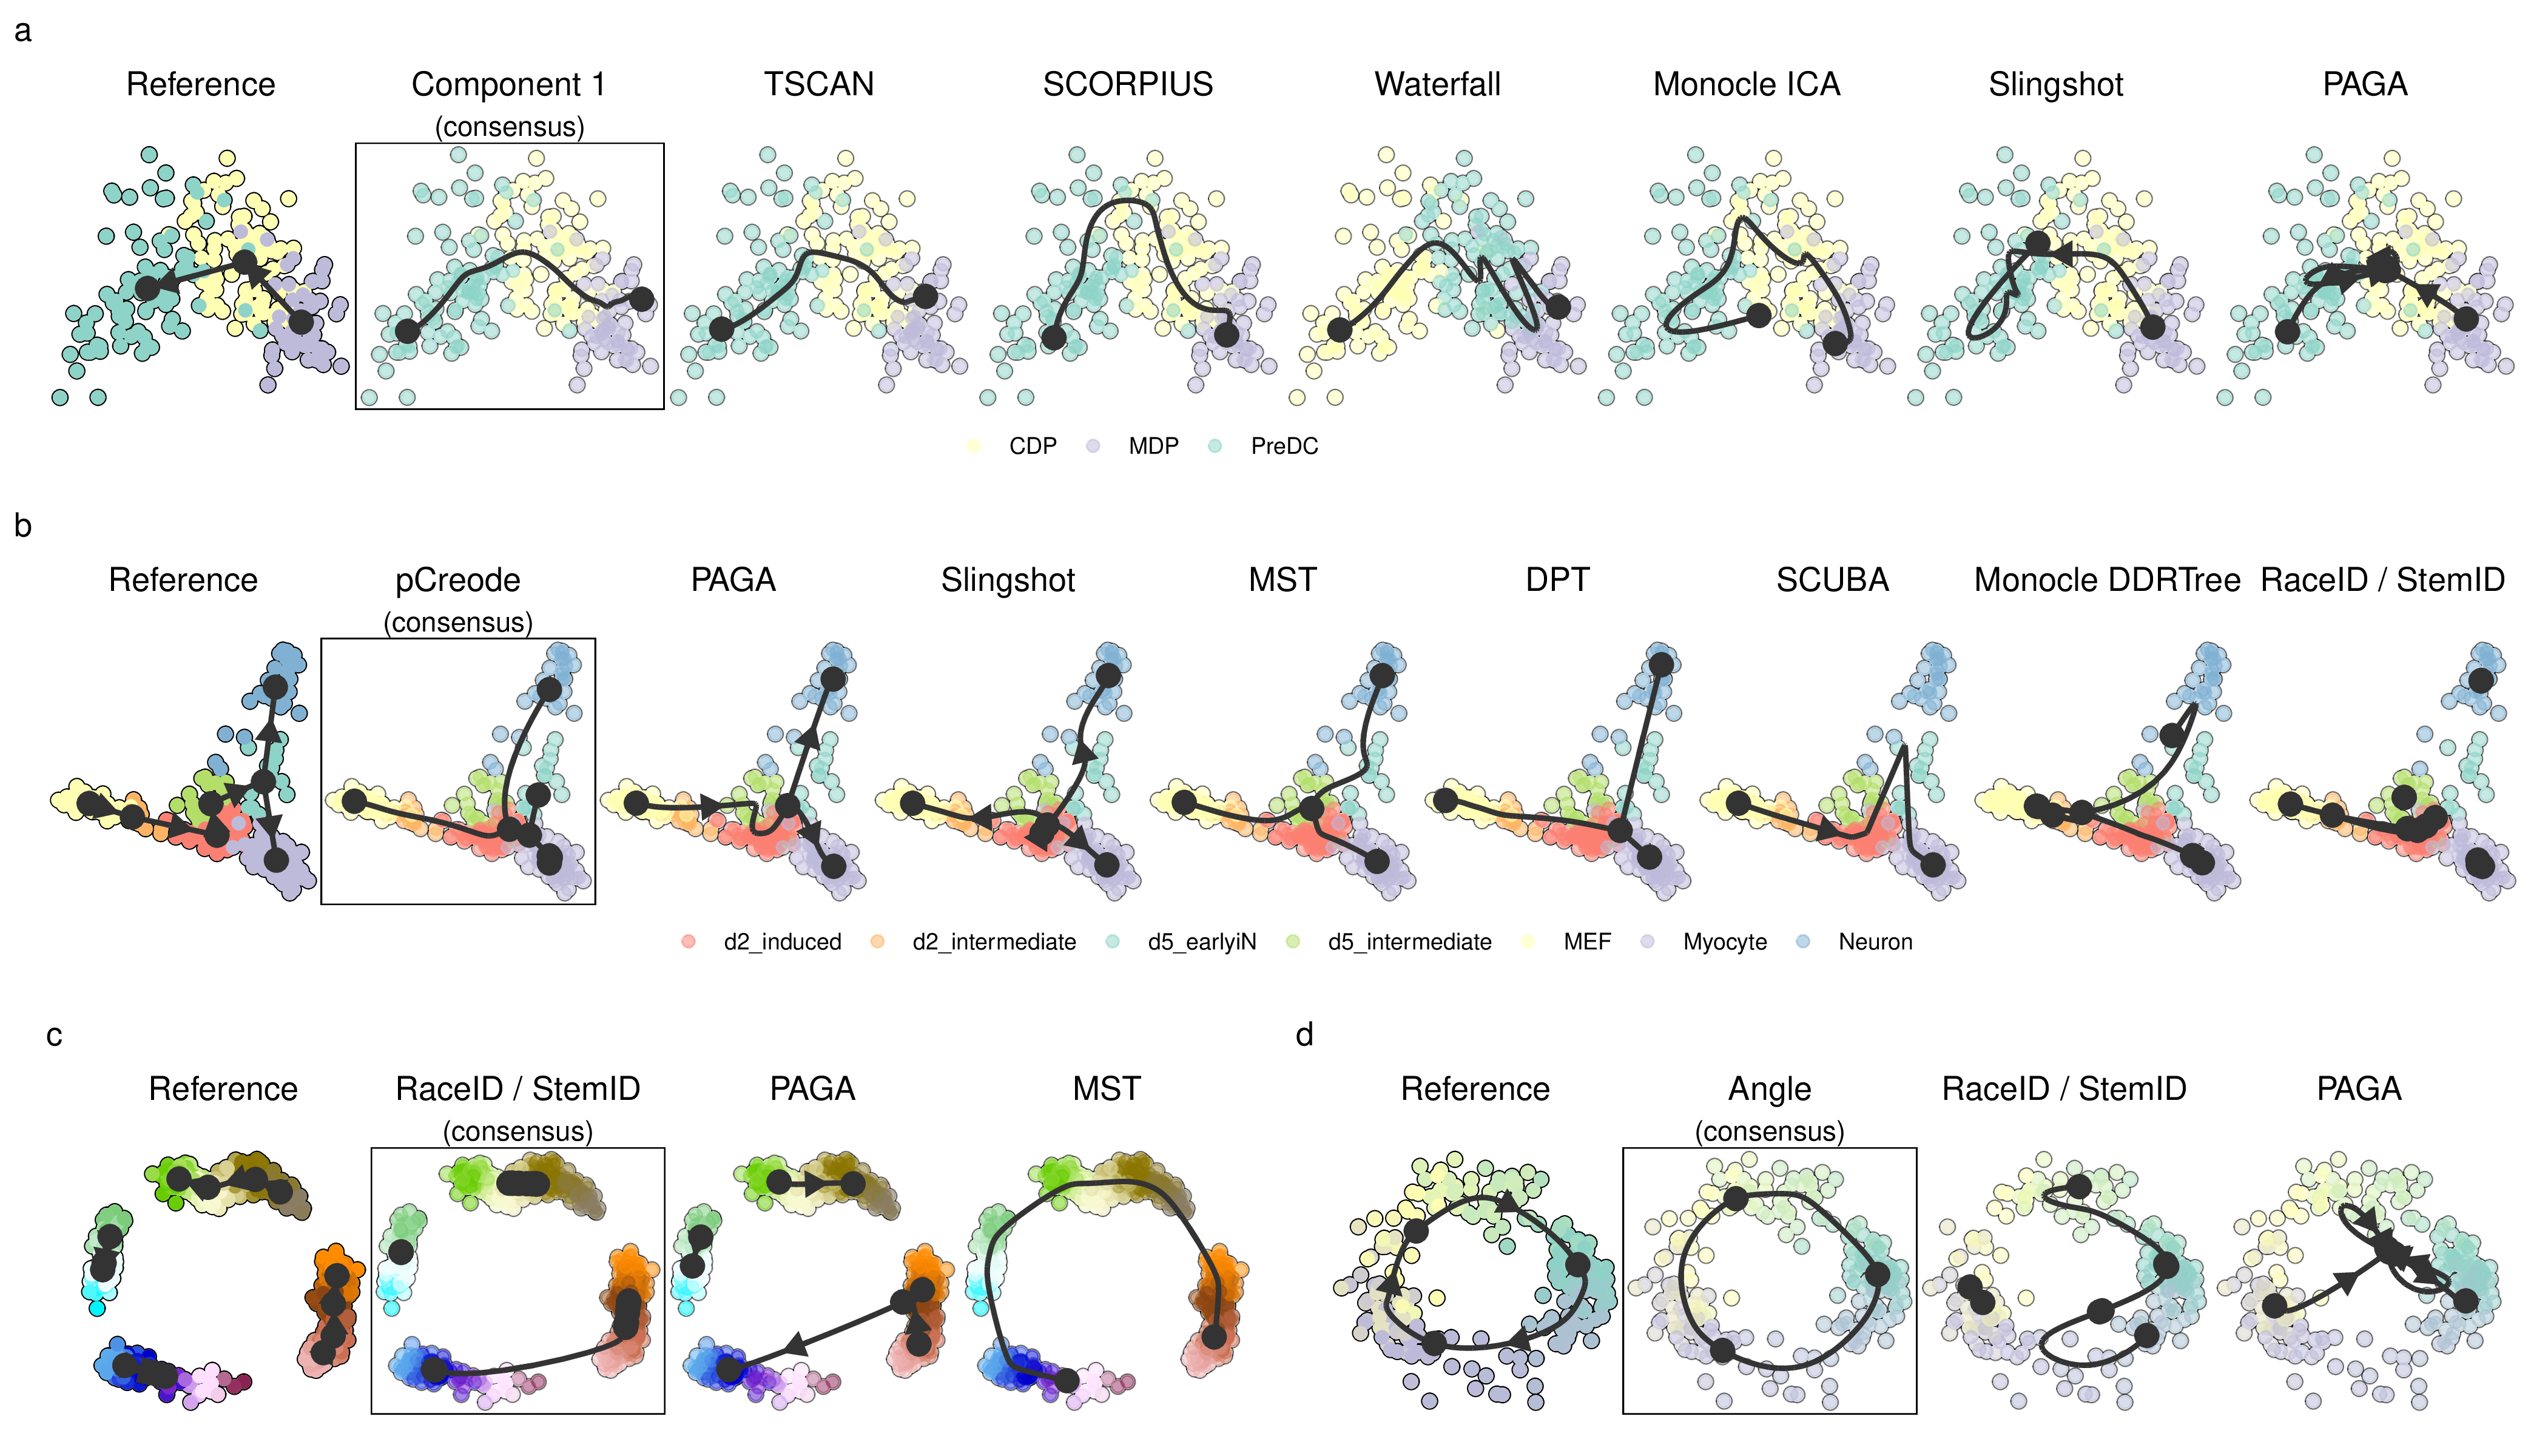 a
Reference Component 1 TSCAN SCORPIUS Waterfall Monocle ICA Slingshot PAGA
(consensus)
CDP MDP PreDC
b
Reference pCreode PAGA Slingshot MST DPT SCUBA Monocle DDRTree RaceID / StemID
(consensus)
d2_induced d2_intermediate d5_earlyiN d5_intermediate MEF Myocyte Neuron
c
Reference RaceID / StemID PAGA MST
(consensus)
d
Reference Angle RaceID / StemID PAGA
(consensus)